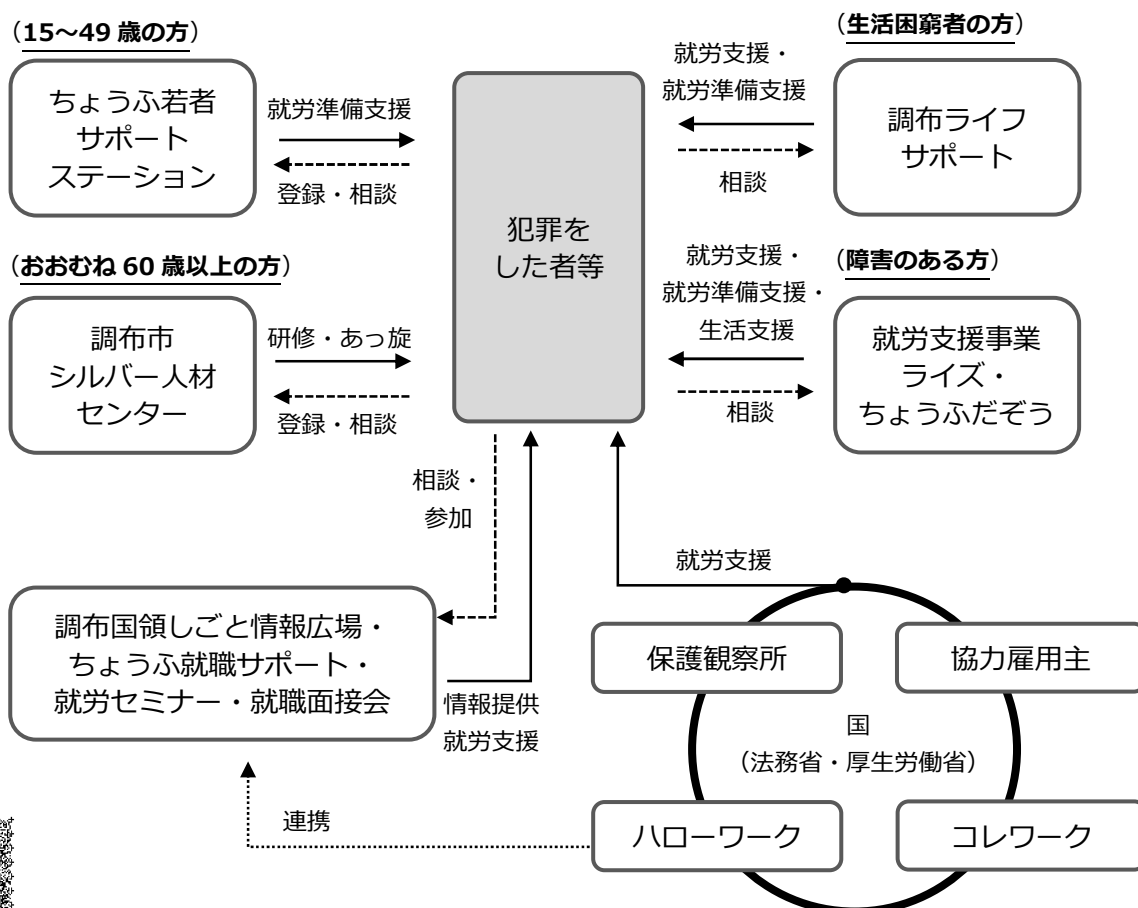 （15～49 歳の方）
ちょうふ若者
サポート
ステーション
就労準備支援
登録・相談
（おおむね 60 歳以上の方）
調布市
シルバー人材
センター
研修・あっ旋
登録・相談
犯罪を
した者等
（生活困窮者の方）
就労支援・
就労準備支援
相談
調布ライフ
サポート
（障害のある方）
就労支援・
就労準備支援・
生活支援
相談
就労支援事業
ライズ・
ちょうふだぞう
相談・
参加
調布国領しごと情報広場・
ちょうふ就職サポート・
就労セミナー・就職面接会
情報提供
就労支援
就労支援
保護観察所
協力雇用主
国
（法務省・厚生労働省）
連携
ハローワーク
コレワーク